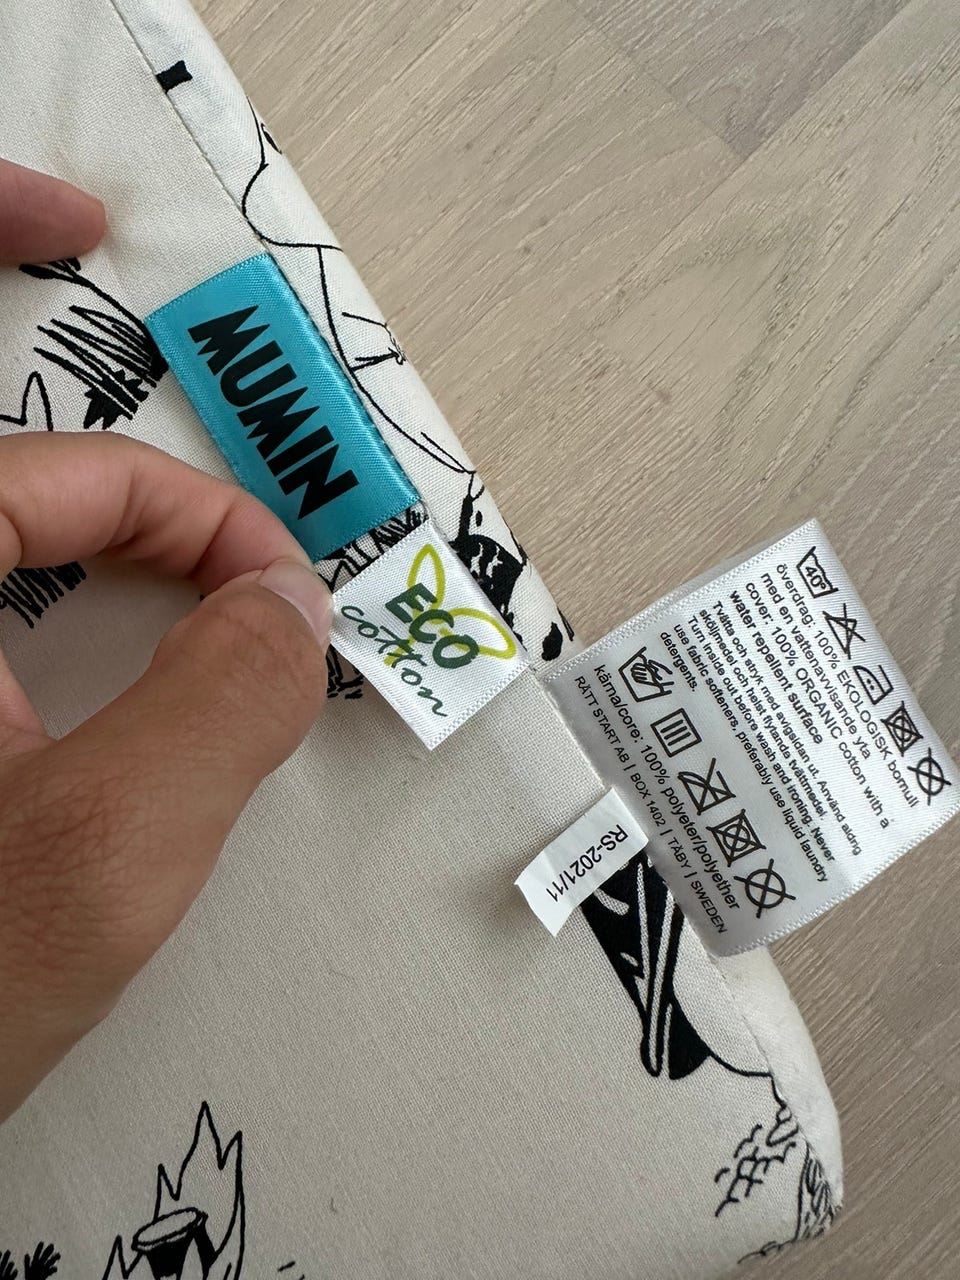 MUMIN
ECO
cotton
40°
överdrag: 100% EKOLOGISK bomull
med en vattenavvisande yta
cover: 100% ORGANIC cotton with a
water repellent surface
Tvätta och stryk med avigsidan ut. Använd aldrig
sköljmedel och helst flytande tvättmedel.
Turn inside out before wash and ironing. Never
use fabric softeners, preferably use liquid laundry
detergents.
kärna/core: 100% polyeter/polyether
RÄTT START AB | BOX 1402 | TÄBY | SWEDEN
RS-2021/11